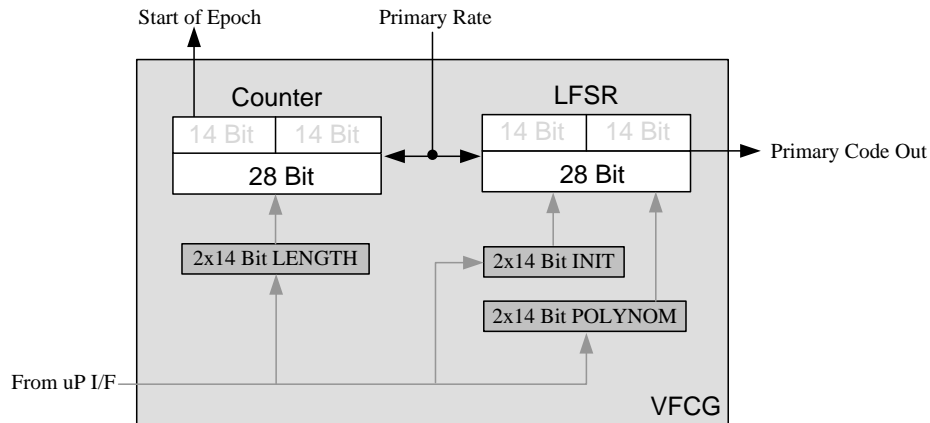 Start of Epoch
Primary Rate
Counter
LFSR
14 Bit
14 Bit
14 Bit
14 Bit
Primary Code Out
28 Bit
28 Bit
2x14 Bit LENGTH
2x14 Bit INIT
2x14 Bit POLYNOM
From uP I/F
VFCG